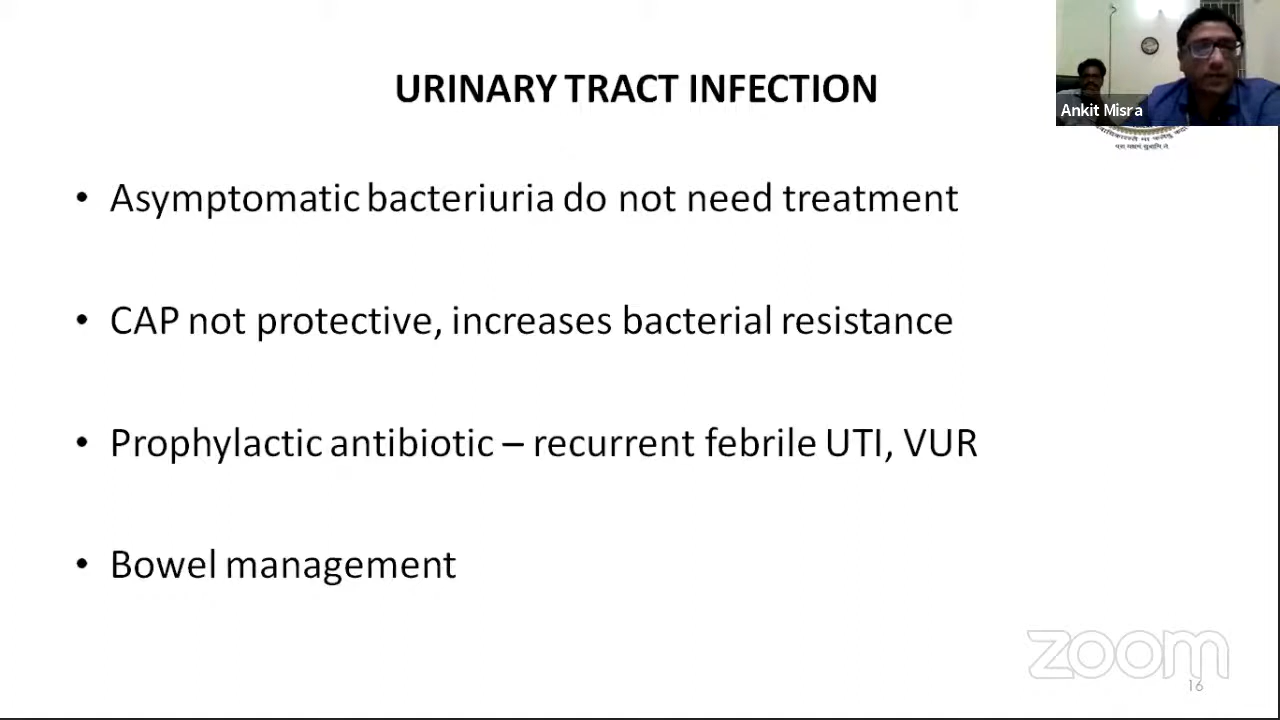 URINARY TRACT INFECTION
Ankit Misra
• Asymptomatic bacteriuria do not need treatment
• CAP not protective, increases bacterial resistance
• Prophylactic antibiotic – recurrent febrile UTI, VUR
• Bowel management
zoom
16